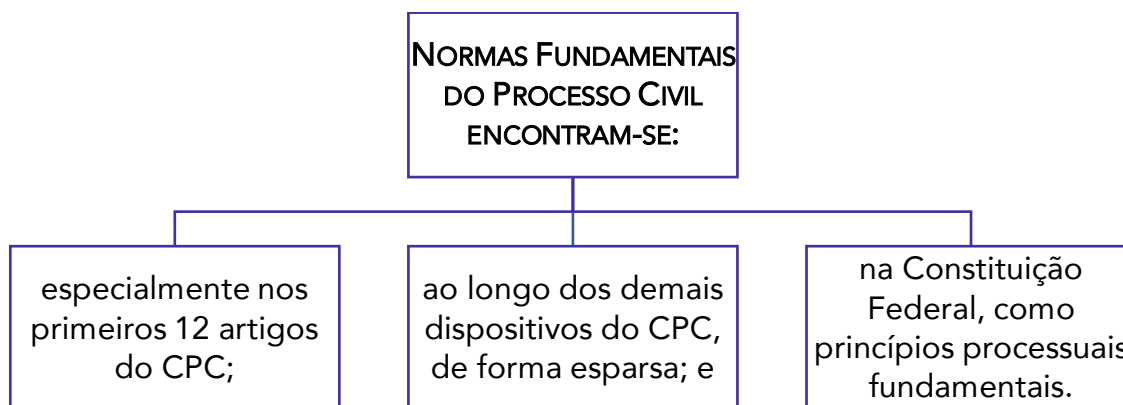 NORMAS FUNDAMENTAIS
DO PROCESSO CIVIL
ENCONTRAM-SE:
especialmente nos
primeiros 12 artigos
do CPC;
ao longo dos demais
dispositivos do CPC,
de forma esparsa; e
na Constituição
Federal, como
princípios processuais
fundamentais.